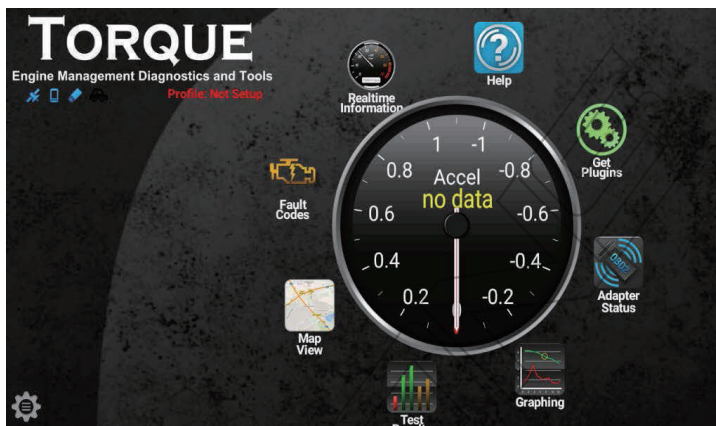 TORQUE
Engine Management Diagnostics and Tools
Profile: Not Setup
Help
Realtime
Information
Get
Plugins
1 -1
0.8 Accel -0.8
no data
0.6 -0.6
Fault
Codes
0.4 -0.4
Adapter
Status
0.2 -0.2
Map
View
Graphing
Test